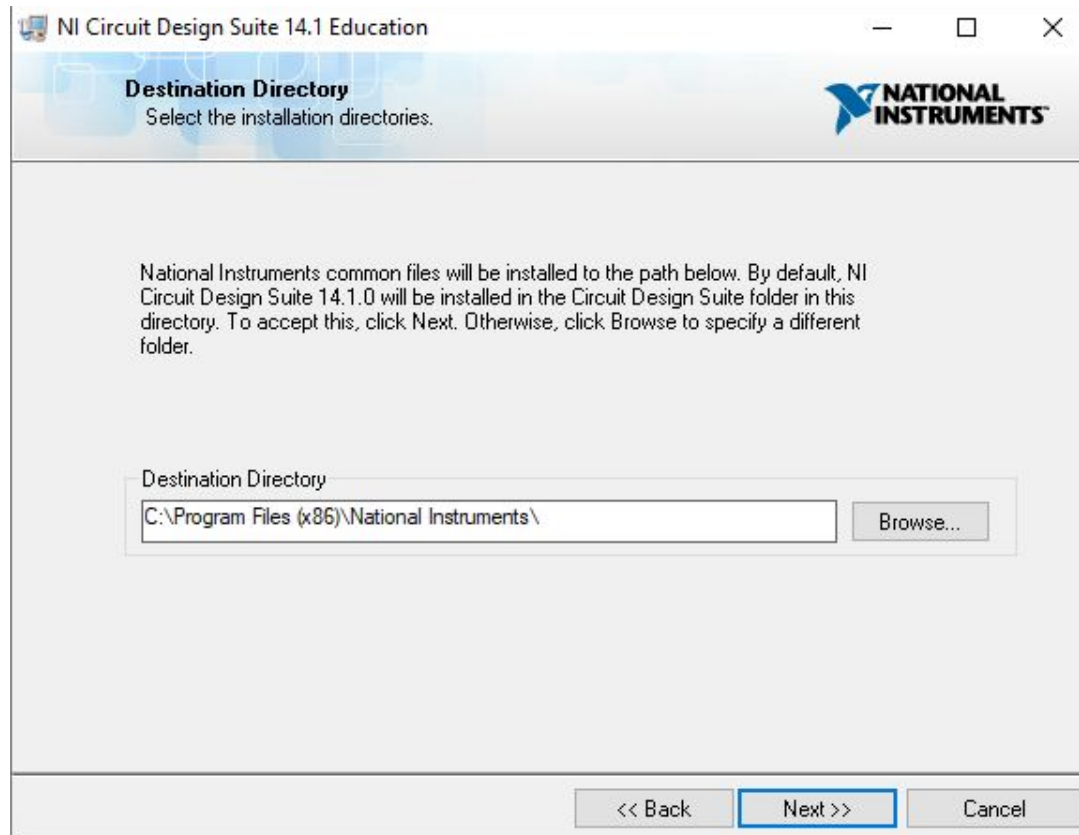 NI Circuit Design Suite 14.1 Education
Destination Directory
Select the installation directories.
NATIONAL
INSTRUMENTS™
National Instruments common files will be installed to the path below. By default, NI
Circuit Design Suite 14.1.0 will be installed in the Circuit Design Suite folder in this
directory. To accept this, click Next. Otherwise, click Browse to specify a different
folder.
Destination Directory
C:\Program Files (x86)\National Instruments\
Browse...
<< Back
Next >>
Cancel